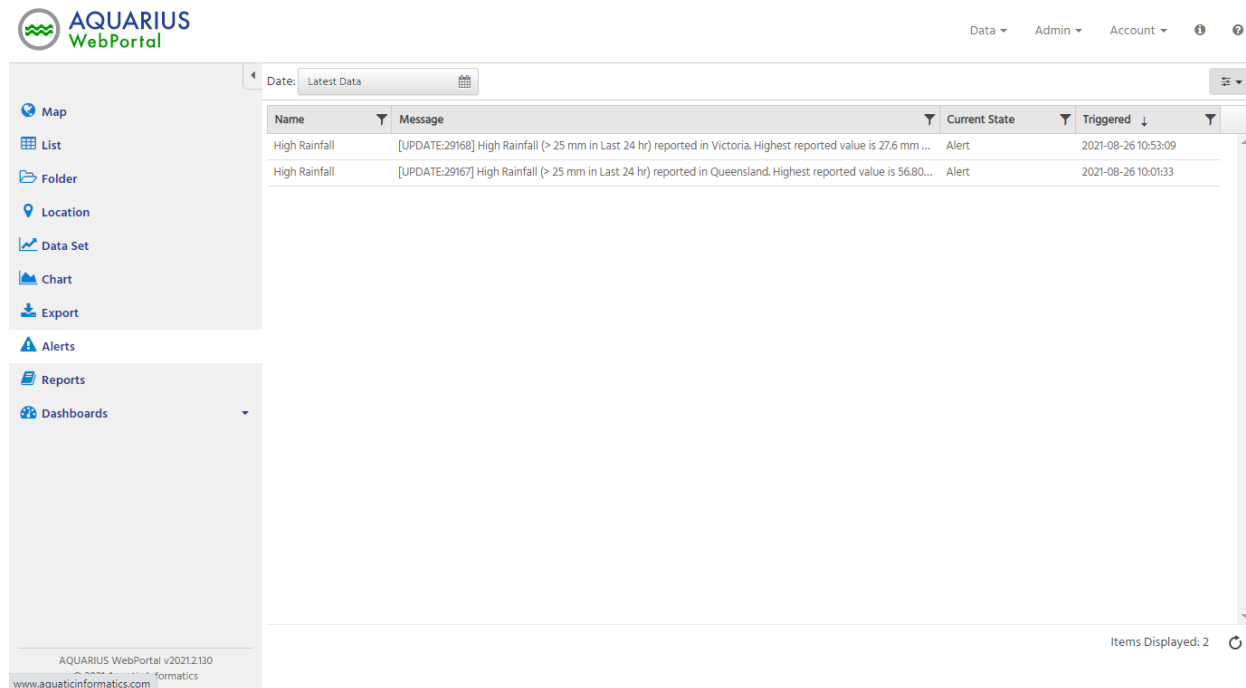 AQUARIUS
WebPortal
Data Admin Account
Date: Latest Data
Map
List
Folder
Location
Data Set
Chart
Export
Alerts
Reports
Dashboards
Name Message Current State Triggered ↓
High Rainfall [UPDATE:29168] High Rainfall (> 25 mm in Last 24 hr) reported in Victoria. Highest reported value is 27.6 mm ... Alert 2021-08-26 10:53:09
High Rainfall [UPDATE:29167] High Rainfall (> 25 mm in Last 24 hr) reported in Queensland. Highest reported value is 56.80... Alert 2021-08-26 10:01:33
Items Displayed: 2
AQUARIUS WebPortal v2021.2.130
formatics
www.aquaticinformatics.com